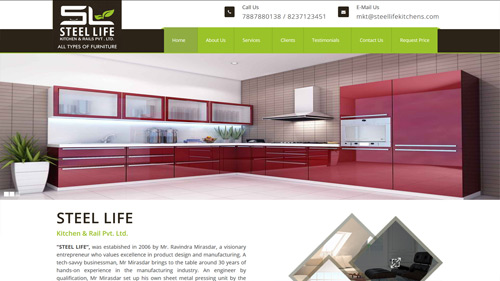 SL
STEEL LIFE
KITCHEN & RAILS PVT. LTD.
ALL TYPES OF FURNITURE
Call Us
7887880138 / 8237123451
E-Mail Us
mkt@steellifekitchens.com
Home About Us Services Clients Testimonials Contact Us Request Price
STEEL LIFE
Kitchen & Rail Pvt. Ltd.
"STEEL LIFE", was estabished in 2006 by Mr. Ravindra Mirasdar, a visionary
entrepreneur who values excellence in product design and manufacturing. A
tech-savvy businessman, Mr Mirasdar brings to the table around 30 years of
hands-on experience in the manufacturing industry. An engineer by
qualification, Mr Mirasdar set up his own sheet metal pressing unit by the